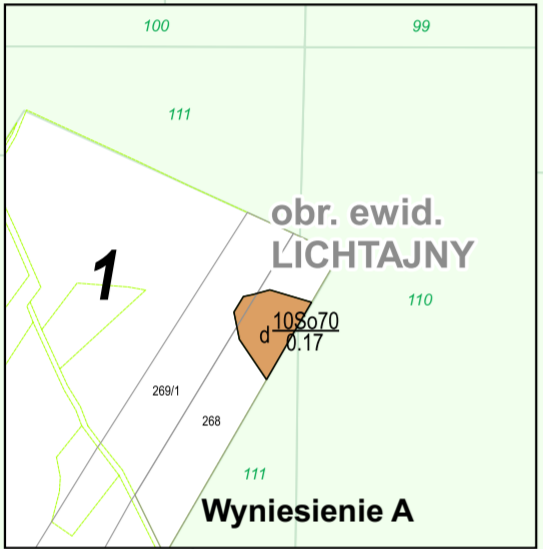 100
99
111
obr. ewid.
LICHTAJNY
1
110
d 10So70
0.17
269/1
268
111
Wyniesienie A